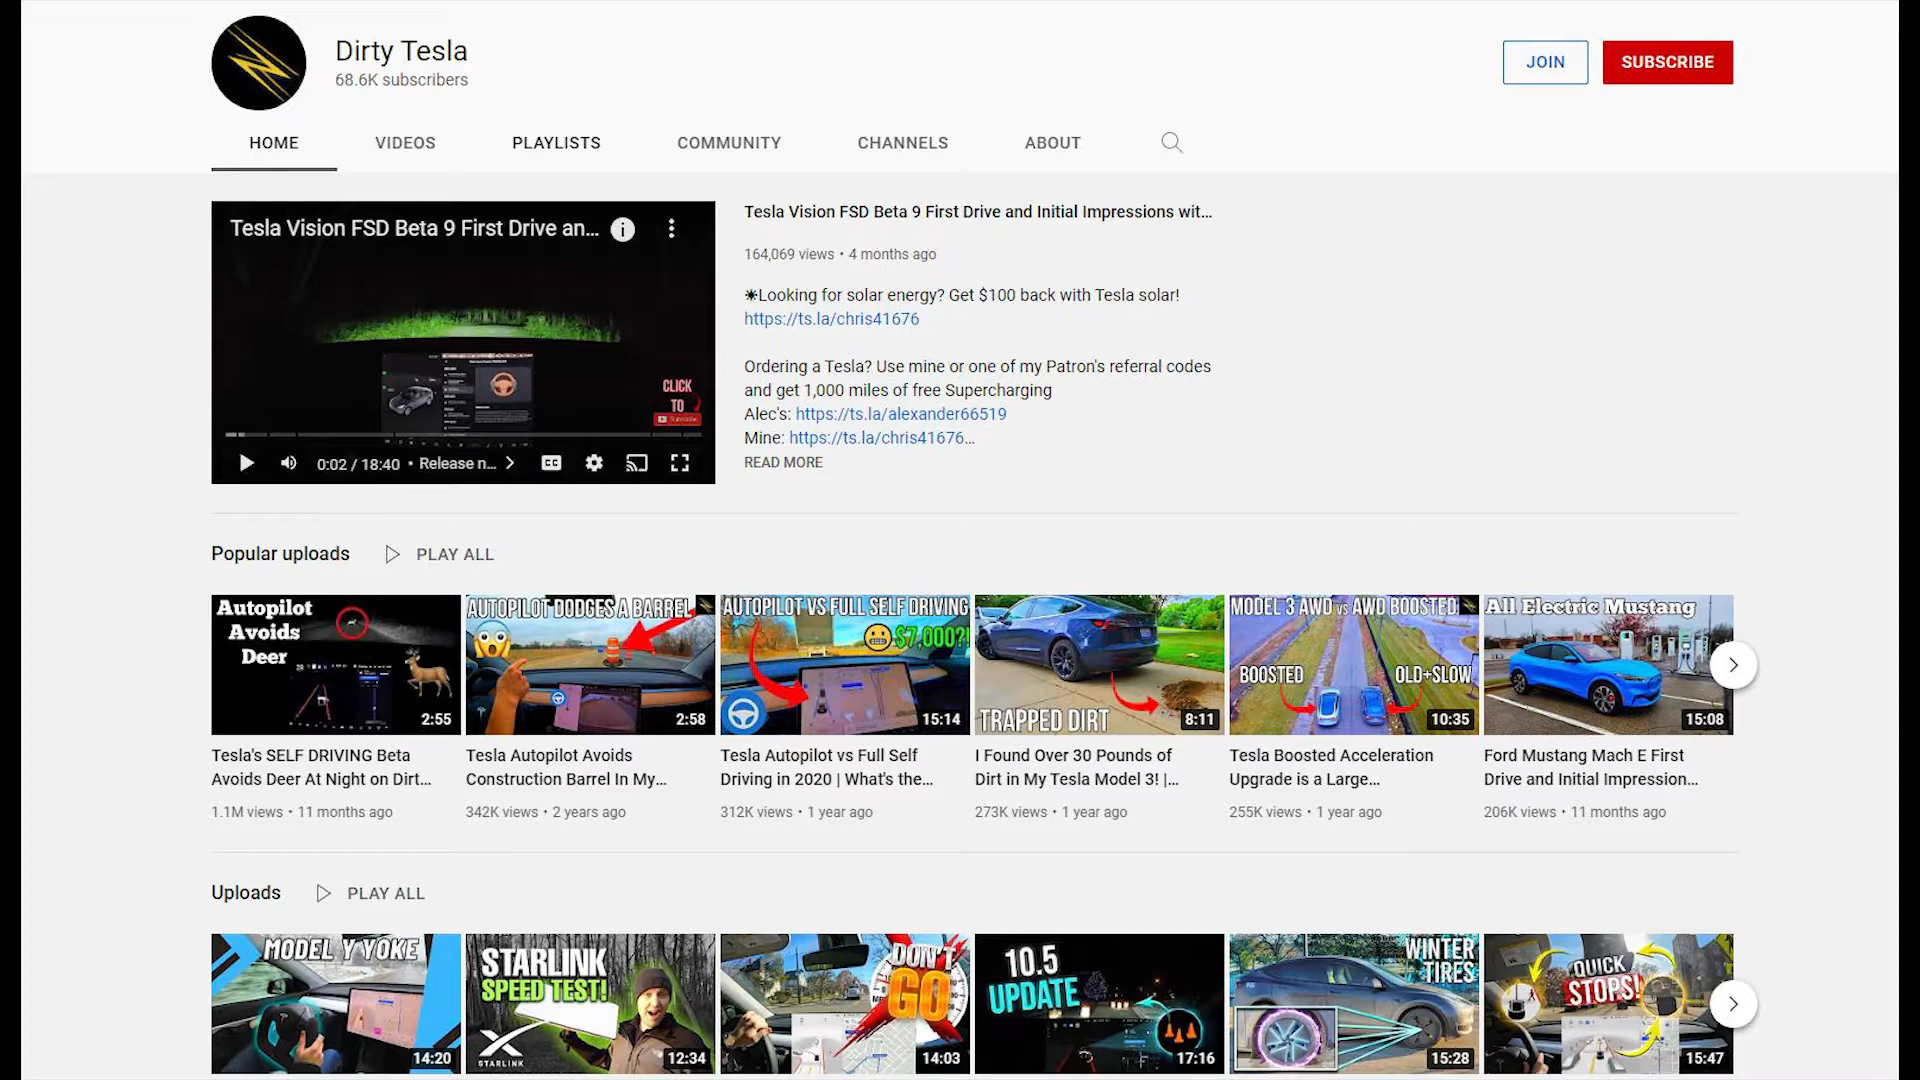 Dirty Tesla
68.6K subscribers
JOIN
SUBSCRIBE
HOME
VIDEOS
PLAYLISTS
COMMUNITY
CHANNELS
ABOUT
Tesla Vision FSD Beta 9 First Drive an...
CLICK
TO
0:02 / 18:40 • Release n...
CC
Tesla Vision FSD Beta 9 First Drive and Initial Impressions wit...
164,069 views • 4 months ago
☀Looking for solar energy? Get $100 back with Tesla solar!
https://ts.la/chris41676
Ordering a Tesla? Use mine or one of my Patron's referral codes
and get 1,000 miles of free Supercharging
Alec's: https://ts.la/alexander66519
Mine: https://ts.la/chris41676...
READ MORE
Popular uploads
PLAY ALL
Autopilot
Avoids
Deer
2:55
Tesla's SELF DRIVING Beta
Avoids Deer At Night on Dirt...
1.1M views • 11 months ago
AUTOPILOT DODGES A BARREL
2:58
Tesla Autopilot Avoids
Construction Barrel In My...
342K views • 2 years ago
AUTOPILOT VS FULL SELF DRIVING
$7,000?!
15:14
Tesla Autopilot vs Full Self
Driving in 2020 | What's the...
312K views • 1 year ago
TRAPPED DIRT
8:11
I Found Over 30 Pounds of
Dirt in My Tesla Model 3! |...
273K views • 1 year ago
MODEL 3 AWD vs AWD BOOSTED
BOOSTED
OLD+SLOW
10:35
Tesla Boosted Acceleration
Upgrade is a Large...
255K views • 1 year ago
All Electric Mustang
15:08
Ford Mustang Mach E First
Drive and Initial Impression...
206K views • 11 months ago
Uploads
PLAY ALL
MODEL Y YOKE
14:20
STARLINK
SPEED TEST!
STARLINK
12:34
DON'T
GO
14:03
10.5
UPDATE
17:16
WINTER
TIRES
15:28
QUICK
STOPS!
15:47